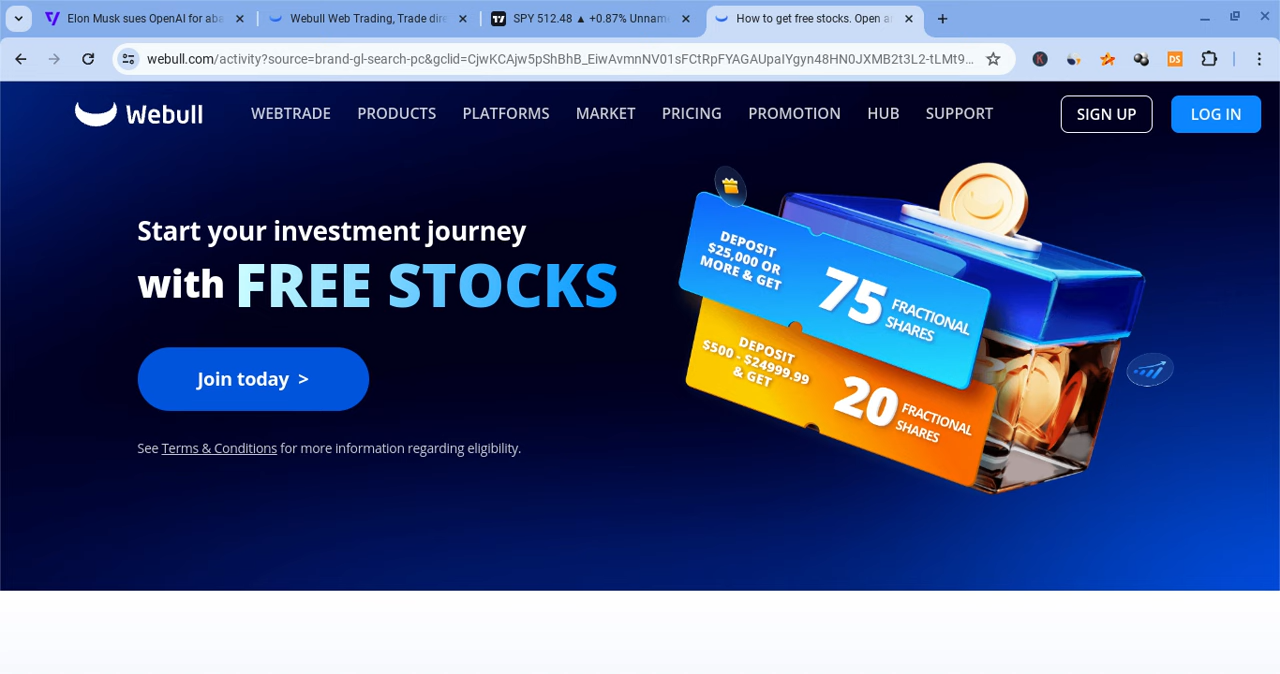 Elon Musk sues OpenAI for aba
Webull Web Trading, Trade dire
SPY 512.48 ▲ +0.87% Unnam
How to get free stocks. Open a
webull.com/activity?source=brand-gl-search-pc&gclid=CjwKCAjw5pShBhB_EiwAvmnNV01sFCtRpFYAGAUpaIYgyn48HN0JXMB2t3L2-tLMt9…
K
DS
Webull
WEBTRADE
PRODUCTS
PLATFORMS
MARKET
PRICING
PROMOTION
HUB
SUPPORT
SIGN UP
LOG IN
Start your investment journey
with FREE STOCKS
Join today >
See Terms & Conditions for more information regarding eligibility.
DEPOSIT
$25,000 OR
MORE & GET
75
FRACTIONAL
SHARES
DEPOSIT
$500 - $24999.99
& GET
20
FRACTIONAL
SHARES